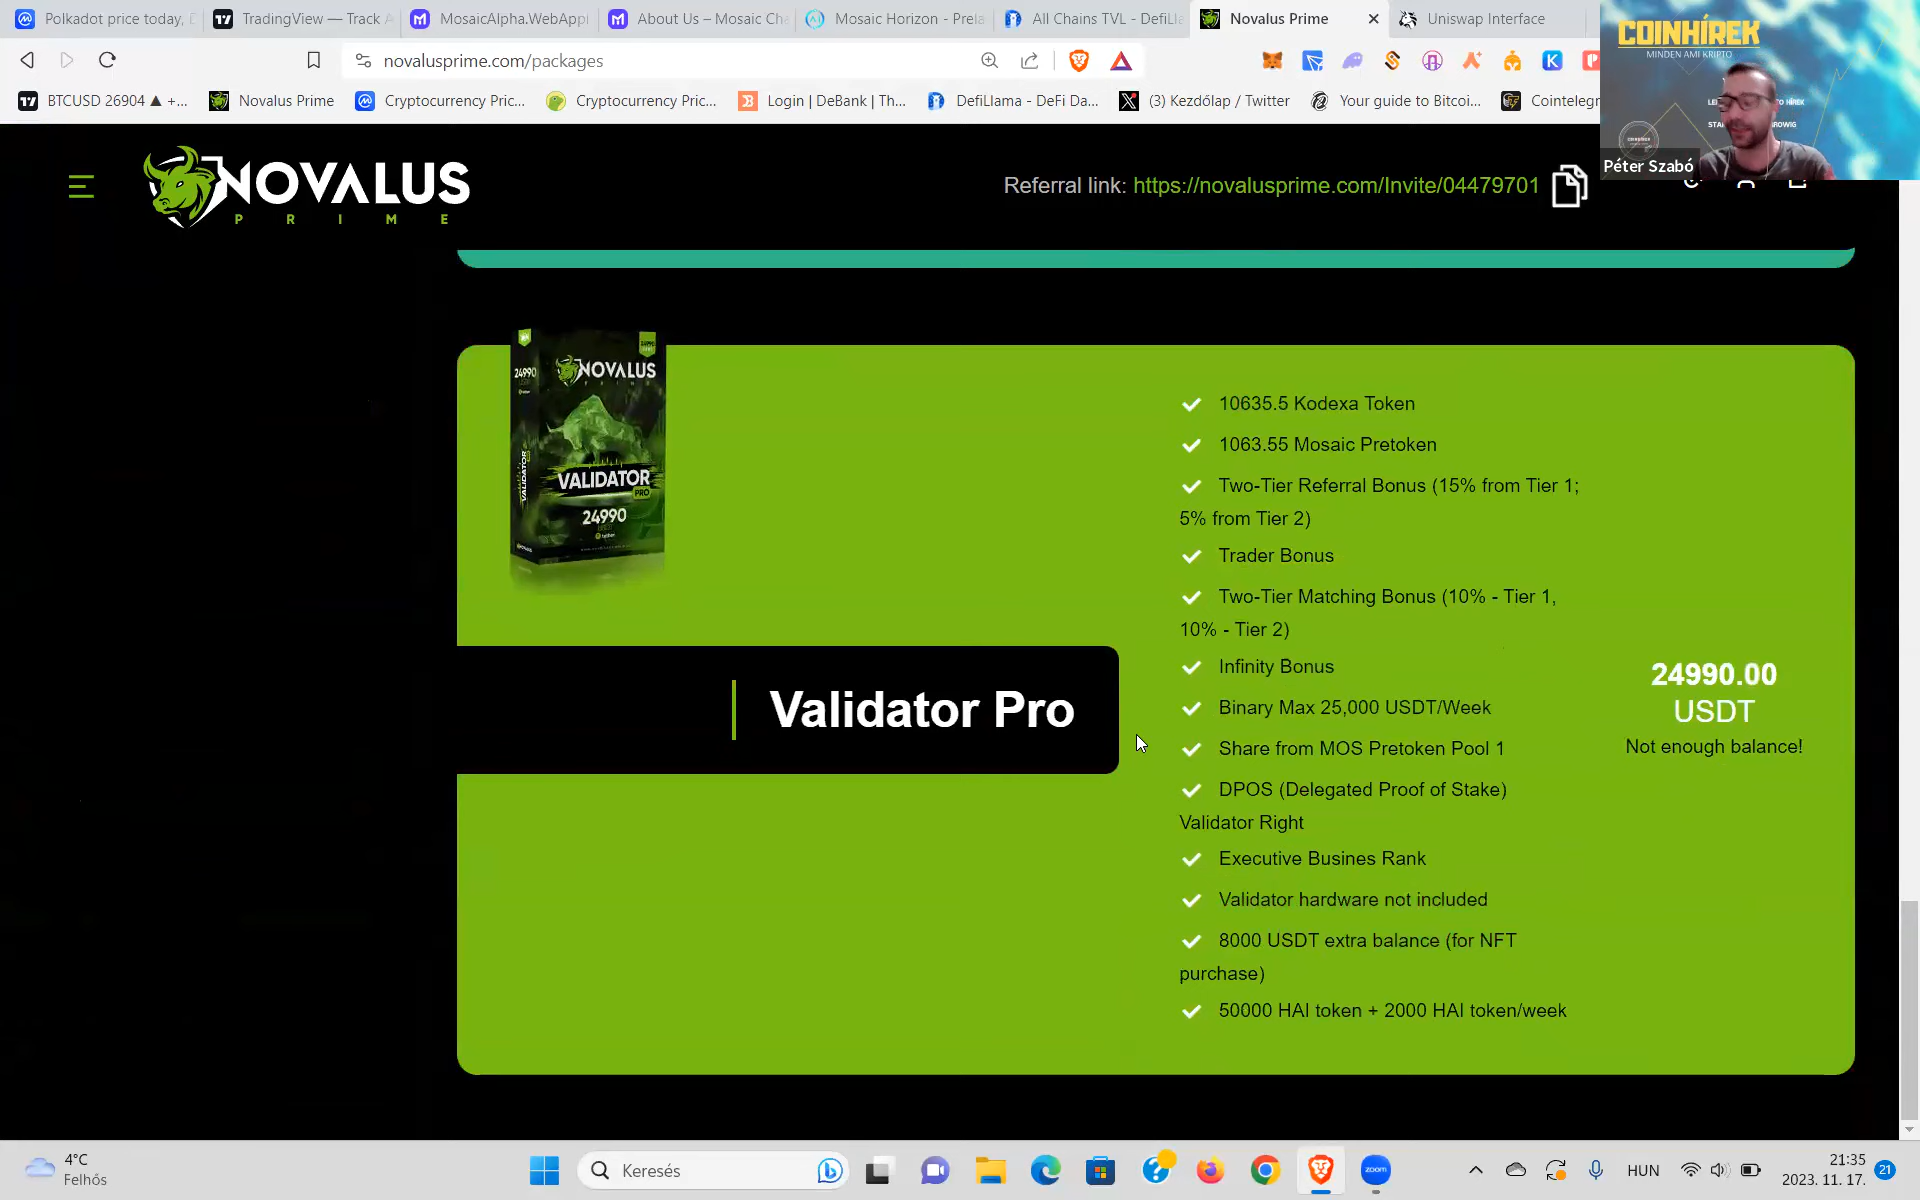 Polkadot price today, D
TradingView — Track A
MosaicAlpha.WebAppl
About Us – Mosaic Cha
Mosaic Horizon - Prela
All Chains TVL - DefiLla
Novalus Prime
Uniswap Interface
novalusprime.com/packages
BTCUSD 26904 ▲ +...
Novalus Prime
Cryptocurrency Pric...
Cryptocurrency Pric...
Login | DeBank | Th...
DefiLlama - DeFi Da...
(3) Kezdőlap / Twitter
Your guide to Bitcoi...
Cointelegr
COINHÍREK
MINDEN AMI KRIPTO
Péter Szabó
NOVALUS
PRIME
Referral link: https://novalusprime.com/Invite/04479701
24990
NOVALUS
VALIDATOR
PRO
24990
VALIDATOR
Validator Pro
10635.5 Kodexa Token
1063.55 Mosaic Pretoken
Two-Tier Referral Bonus (15% from Tier 1;
5% from Tier 2)
Trader Bonus
Two-Tier Matching Bonus (10% - Tier 1,
10% - Tier 2)
Infinity Bonus
Binary Max 25,000 USDT/Week
Share from MOS Pretoken Pool 1
DPOS (Delegated Proof of Stake)
Validator Right
Executive Busines Rank
Validator hardware not included
8000 USDT extra balance (for NFT
purchase)
50000 HAI token + 2000 HAI token/week
24990.00
USDT
Not enough balance!
4°C
Felhős
Keresés
zoom
HUN
21:35
2023. 11. 17.
21